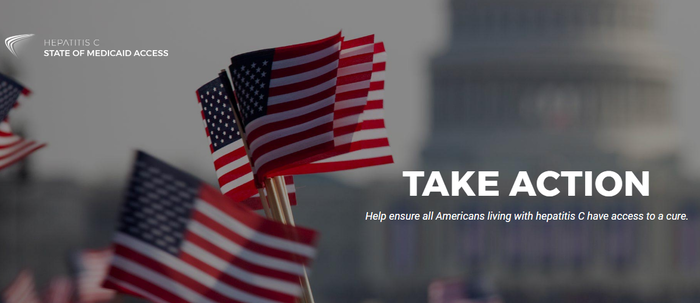 HEPATITIS C
STATE OF MEDICAID ACCESS
TAKE ACTION
Help ensure all Americans living with hepatitis C have access to a cure.